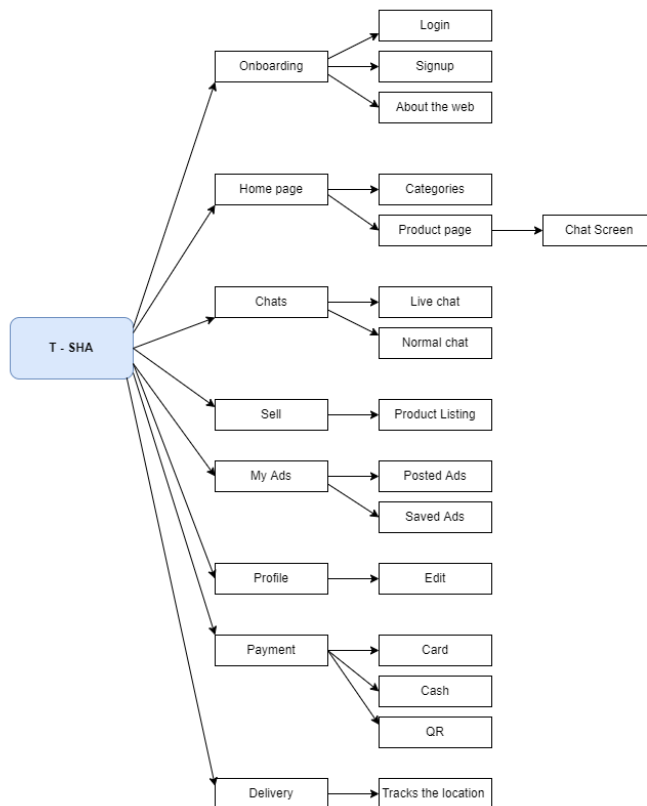 Login
Onboarding
Signup
About the web
Home page
Categories
Product page
Chat Screen
Chats
Live chat
Normal chat
T - SHA
Sell
Product Listing
My Ads
Posted Ads
Saved Ads
Profile
Edit
Payment
Card
Cash
QR
Delivery
Tracks the location